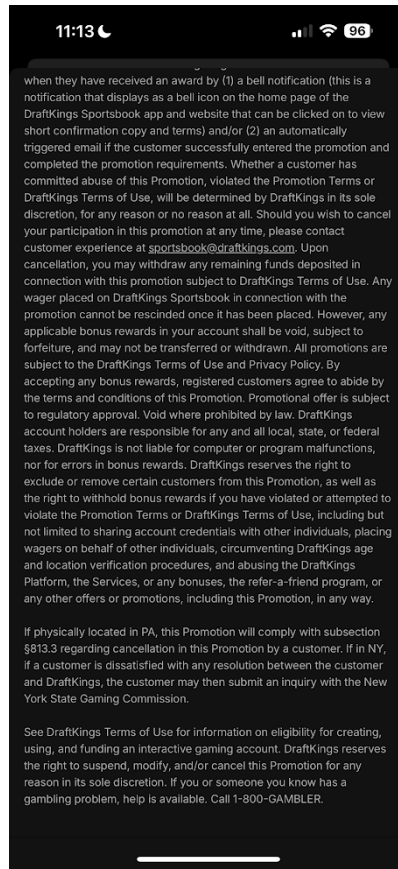 11:13
96
when they have received an award by (1) a bell notification (this is a
notification that displays as a bell icon on the home page of the
DraftKings Sportsbook app and website that can be clicked on to view
short confirmation copy and terms) and/or (2) an automatically
triggered email if the customer successfully entered the promotion and
completed the promotion requirements. Whether a customer has
committed abuse of this Promotion, violated the Promotion Terms or
DraftKings Terms of Use, will be determined by DraftKings in its sole
discretion, for any reason or no reason at all. Should you wish to cancel
your participation in this promotion at any time, please contact
customer experience at sportsbook@draftkings.com. Upon
cancellation, you may withdraw any remaining funds deposited in
connection with this promotion subject to DraftKings Terms of Use. Any
wager placed on DraftKings Sportsbook in connection with the
promotion cannot be rescinded once it has been placed. However, any
applicable bonus rewards in your account shall be void, subject to
forfeiture, and may not be transferred or withdrawn. All promotions are
subject to the DraftKings Terms of Use and Privacy Policy. By
accepting any bonus rewards, registered customers agree to abide by
the terms and conditions of this Promotion. Promotional offer is subject
to regulatory approval. Void where prohibited by law. DraftKings
account holders are responsible for any and all local, state, or federal
taxes. DraftKings is not liable for computer or program malfunctions,
nor for errors in bonus rewards. DraftKings reserves the right to
exclude or remove certain customers from this Promotion, as well as
the right to withhold bonus rewards if you have violated or attempted to
violate the Promotion Terms or DraftKings Terms of Use, including but
not limited to sharing account credentials with other individuals, placing
wagers on behalf of other individuals, circumventing DraftKings age
and location verification procedures, and abusing the DraftKings
Platform, the Services, or any bonuses, the refer-a-friend program, or
any other offers or promotions, including this Promotion, in any way.
If physically located in PA, this Promotion will comply with subsection
§813.3 regarding cancellation in this Promotion by a customer. If in NY,
if a customer is dissatisfied with any resolution between the customer
and DraftKings, the customer may then submit an inquiry with the New
York State Gaming Commission.
See DraftKings Terms of Use for information on eligibility for creating,
using, and funding an interactive gaming account. DraftKings reserves
the right to suspend, modify, and/or cancel this Promotion for any
reason in its sole discretion. If you or someone you know has a
gambling problem, help is available. Call 1-800-GAMBLER.